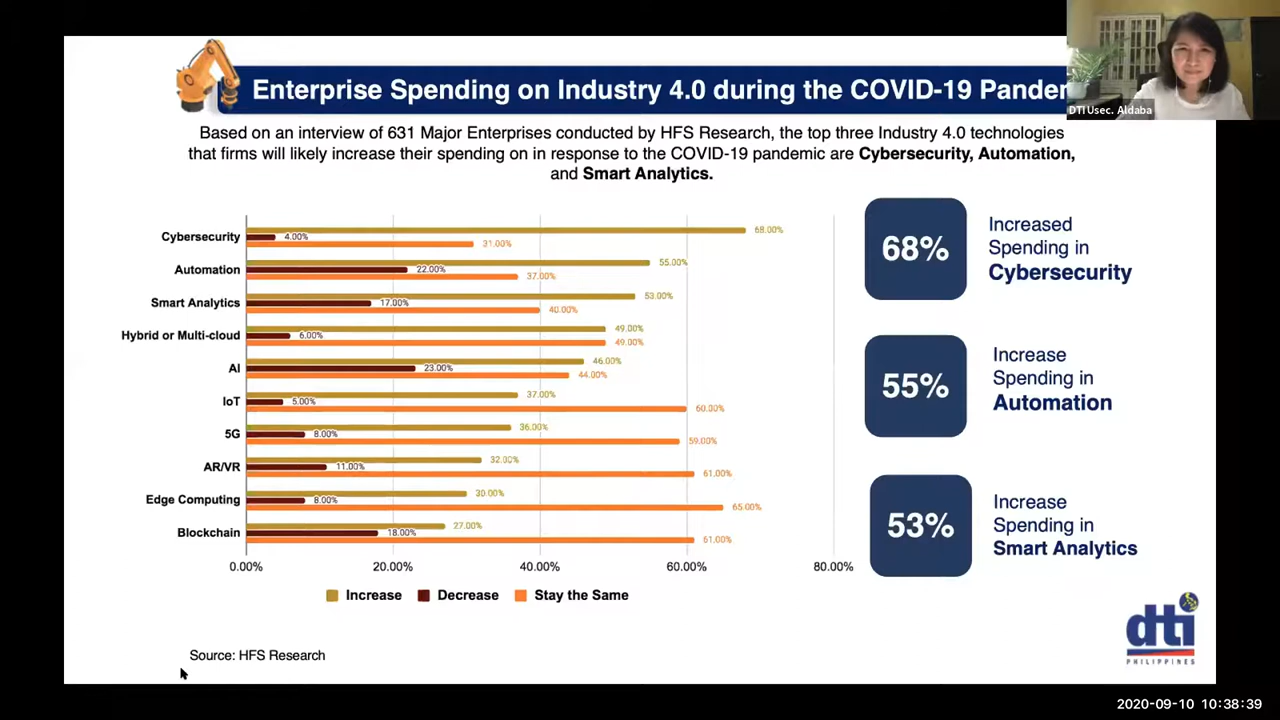 Enterprise Spending on Industry 4.0 during the COVID-19 Pandem
DTI Usec. Aldaba
Based on an interview of 631 Major Enterprises conducted by HFS Research, the top three Industry 4.0 technologies
that firms will likely increase their spending on in response to the COVID-19 pandemic are Cybersecurity, Automation,
and Smart Analytics.
Cybersecurity
68.00%
4.00%
31.00%
Automation
55.00%
22.00%
37.00%
Smart Analytics
53.00%
17.00%
40.00%
Hybrid or Multi-cloud
49.00%
6.00%
49.00%
AI
46.00%
23.00%
44.00%
IoT
37.00%
5.00%
60.00%
5G
36.00%
8.00%
59.00%
AR/VR
32.00%
11.00%
61.00%
Edge Computing
30.00%
8.00%
65.00%
Blockchain
27.00%
18.00%
61.00%
0.00% 20.00% 40.00% 60.00% 80.00%
Increase Decrease Stay the Same
68%
Increased
Spending in
Cybersecurity
55%
Increase
Spending in
Automation
53%
Increase
Spending in
Smart Analytics
Source: HFS Research
dti
PHILIPPINES
2020-09-10 10:38:39